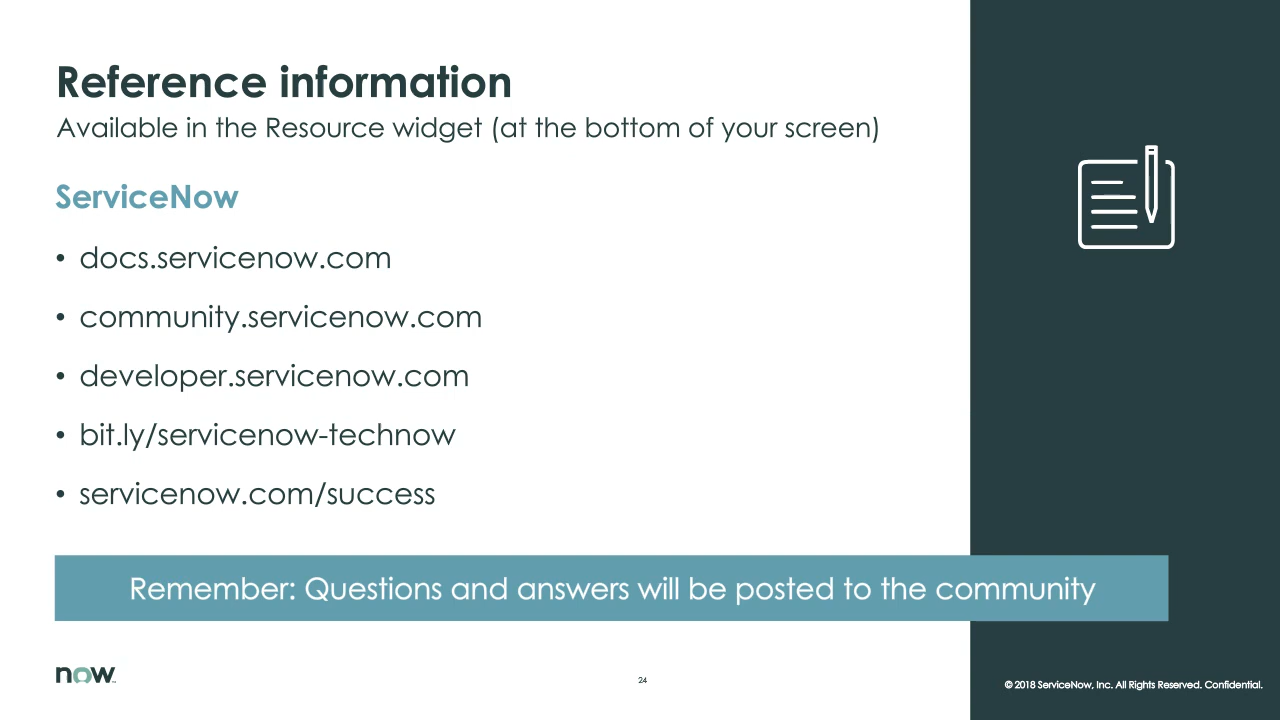 Reference information
Available in the Resource widget (at the bottom of your screen)
ServiceNow
• docs.servicenow.com
• community.servicenow.com
• developer.servicenow.com
• bit.ly/servicenow-technow
• servicenow.com/success
Remember: Questions and answers will be posted to the community
now
24
© 2018 ServiceNow, Inc. All Rights Reserved. Confidential.